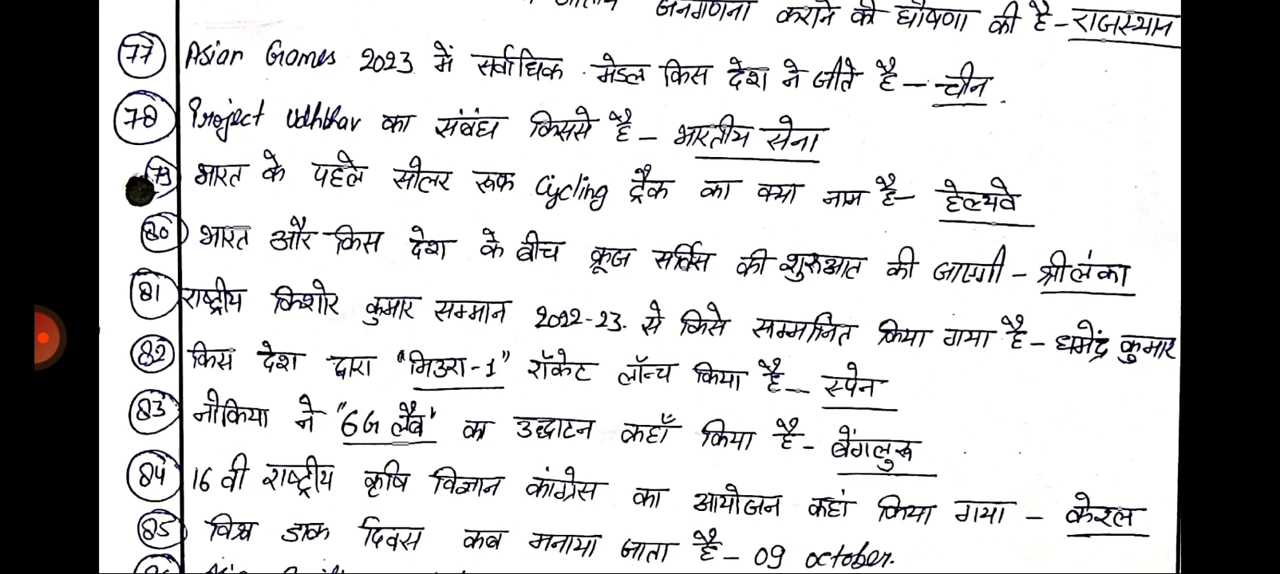 जनगणना कराने की घोषणा की है - राजस्थान
77 Asian Games 2023 में सर्वाधिक मेडल किस देश ने जीते है - चीन.
78 Project Udhbhav का संबंध किससे है - भारतीय सेना
79 भारत के पहले सोलर रूफ Cycling ट्रैक का क्या नाम है - हेल्थवे
80 भारत और किस देश के बीच क्रूज सर्विस की शुरुआत की जाएगी - श्रीलंका
81 राष्ट्रीय किशोर कुमार सम्मान 2022-23. से किसे सम्मानित किया गया है - धर्मेंद्र कुमार
82 किस देश द्वारा "मिउरा-1" रॉकेट लॉन्च किया है - स्पेन
83 नोकिया ने "6G लैब" का उद्घाटन कहाँ किया है - बेंगलुरू
84 16 वी राष्ट्रीय कृषि विज्ञान कांग्रेस का आयोजन कहां किया गया - केरल
85 विश्व डाक दिवस कब मनाया जाता है - 09 october.